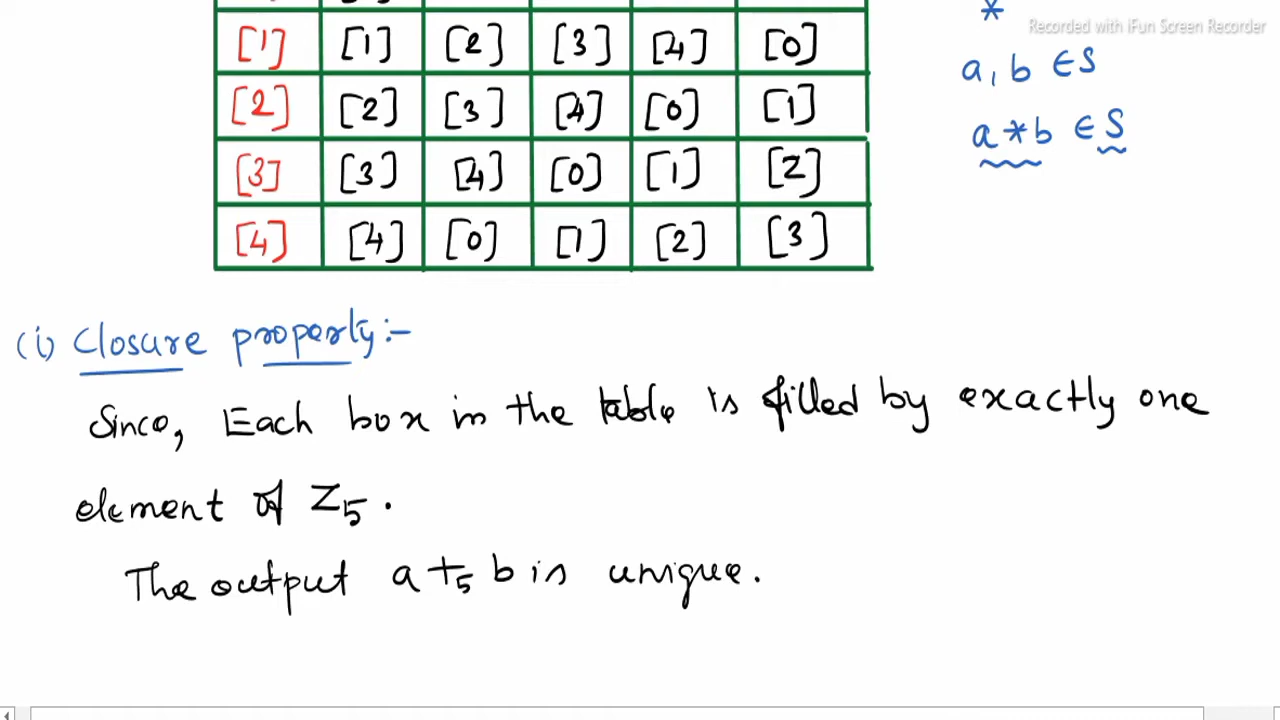 *
Recorded with iFun Screen Recorder
[1] [1] [2] [3] [4] [0]
a, b ∈ S
[2] [2] [3] [4] [0] [1]
a * b ∈ S
[3] [3] [4] [0] [1] [2]
[4] [4] [0] [1] [2] [3]
(i) Closure property:-
Since, Each box in the table is filled by exactly one
element of Z5.
The output a +5 b is unique.